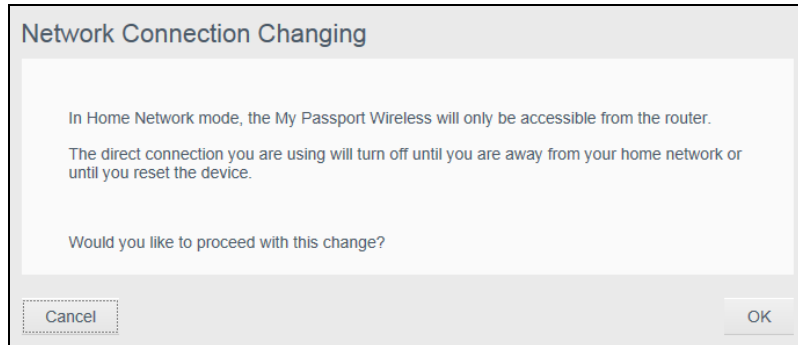 Network Connection Changing
In Home Network mode, the My Passport Wireless will only be accessible from the router.
The direct connection you are using will turn off until you are away from your home network or
until you reset the device.
Would you like to proceed with this change?
Cancel
OK